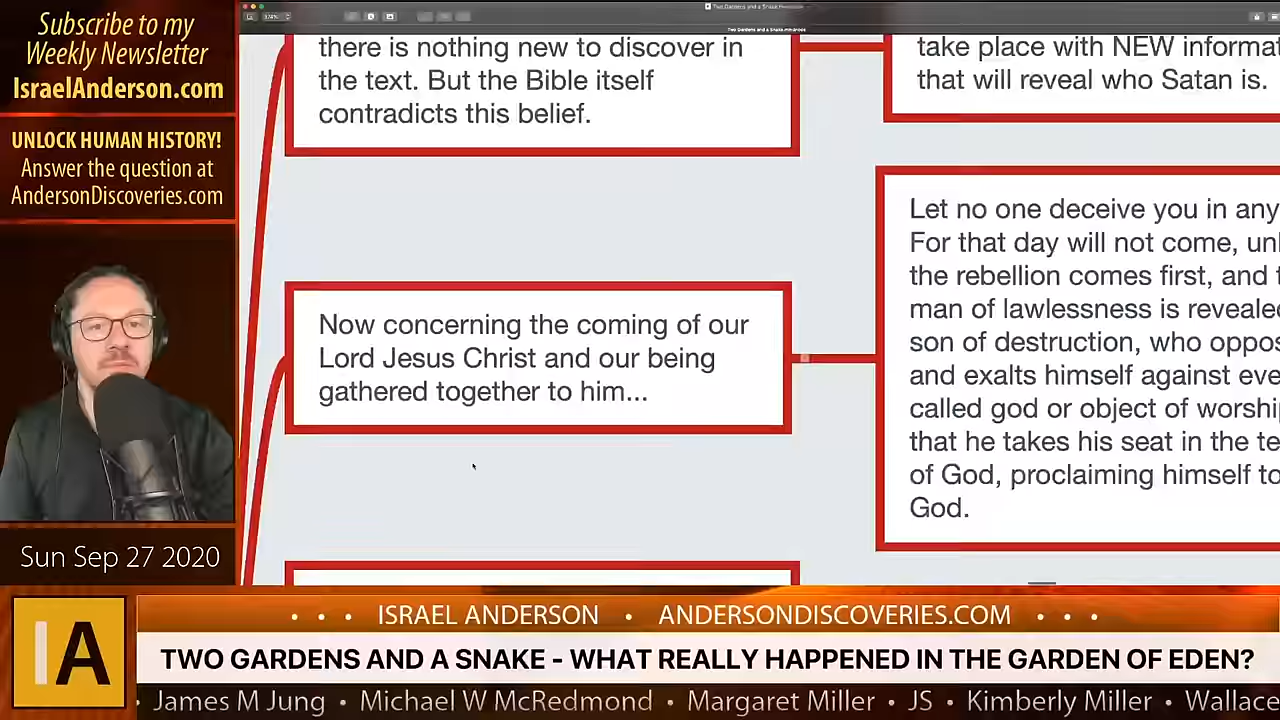 Subscribe to my
Weekly Newsletter
IsraelAnderson.com
UNLOCK HUMAN HISTORY!
Answer the question at
AndersonDiscoveries.com
Sun Sep 27 2020
Two Gardens and a Snake
174%
there is nothing new to discover in
the text. But the Bible itself
contradicts this belief.
take place with NEW informat
that will reveal who Satan is.
Now concerning the coming of our
Lord Jesus Christ and our being
gathered together to him...
Let no one deceive you in any
For that day will not come, unl
the rebellion comes first, and t
man of lawlessness is revealed
son of destruction, who oppos
and exalts himself against eve
called god or object of worship
that he takes his seat in the te
of God, proclaiming himself to
God.
IA
• • • ISRAEL ANDERSON • ANDERSONDISCOVERIES.COM • • •
TWO GARDENS AND A SNAKE - WHAT REALLY HAPPENED IN THE GARDEN OF EDEN?
• James M Jung • Michael W McRedmond • Margaret Miller • JS • Kimberly Miller • Wallace